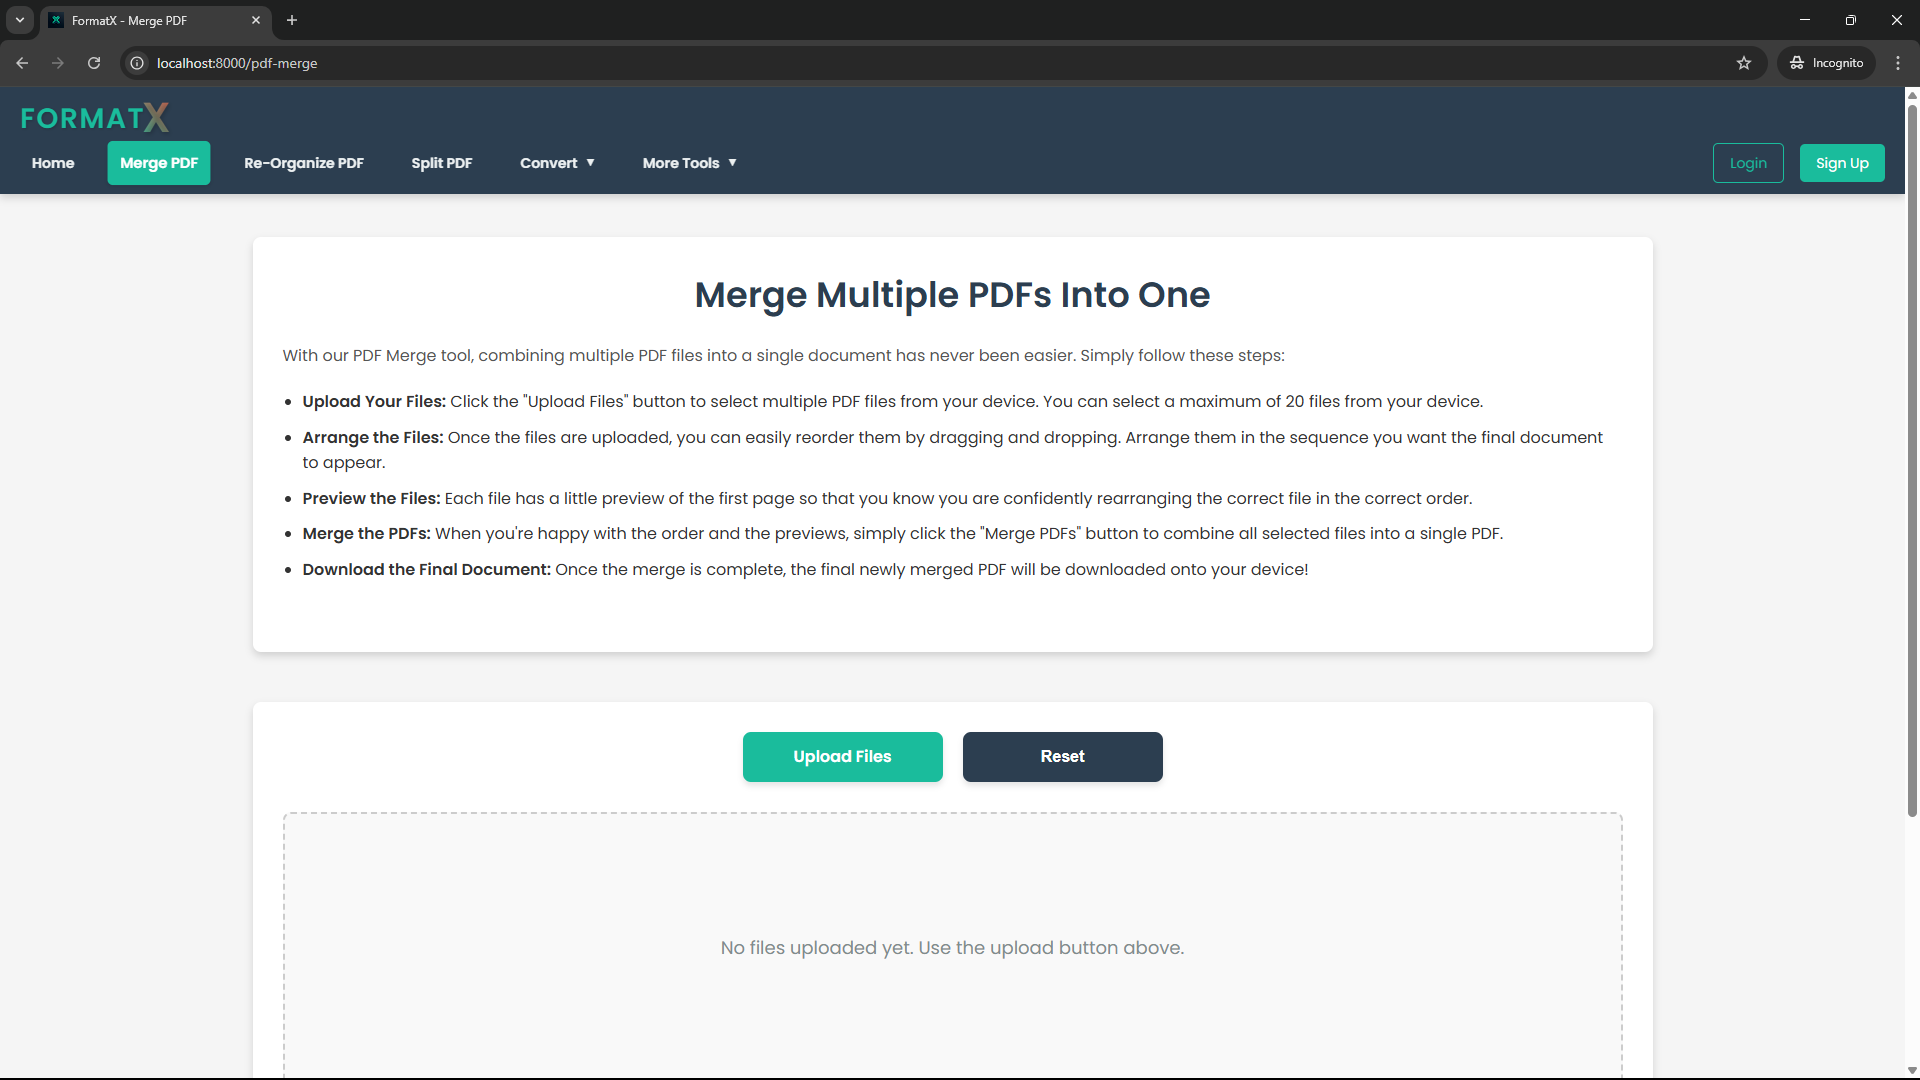 FormatX - Merge PDF
localhost:8000/pdf-merge
Incognito
FORMATX
Home
Merge PDF
Re-Organize PDF
Split PDF
Convert ▼
More Tools ▼
Login
Sign Up
Merge Multiple PDFs Into One
With our PDF Merge tool, combining multiple PDF files into a single document has never been easier. Simply follow these steps:
• Upload Your Files: Click the "Upload Files" button to select multiple PDF files from your device. You can select a maximum of 20 files from your device.
• Arrange the Files: Once the files are uploaded, you can easily reorder them by dragging and dropping. Arrange them in the sequence you want the final document
to appear.
• Preview the Files: Each file has a little preview of the first page so that you know you are confidently rearranging the correct file in the correct order.
• Merge the PDFs: When you're happy with the order and the previews, simply click the "Merge PDFs" button to combine all selected files into a single PDF.
• Download the Final Document: Once the merge is complete, the final newly merged PDF will be downloaded onto your device!
Upload Files
Reset
No files uploaded yet. Use the upload button above.